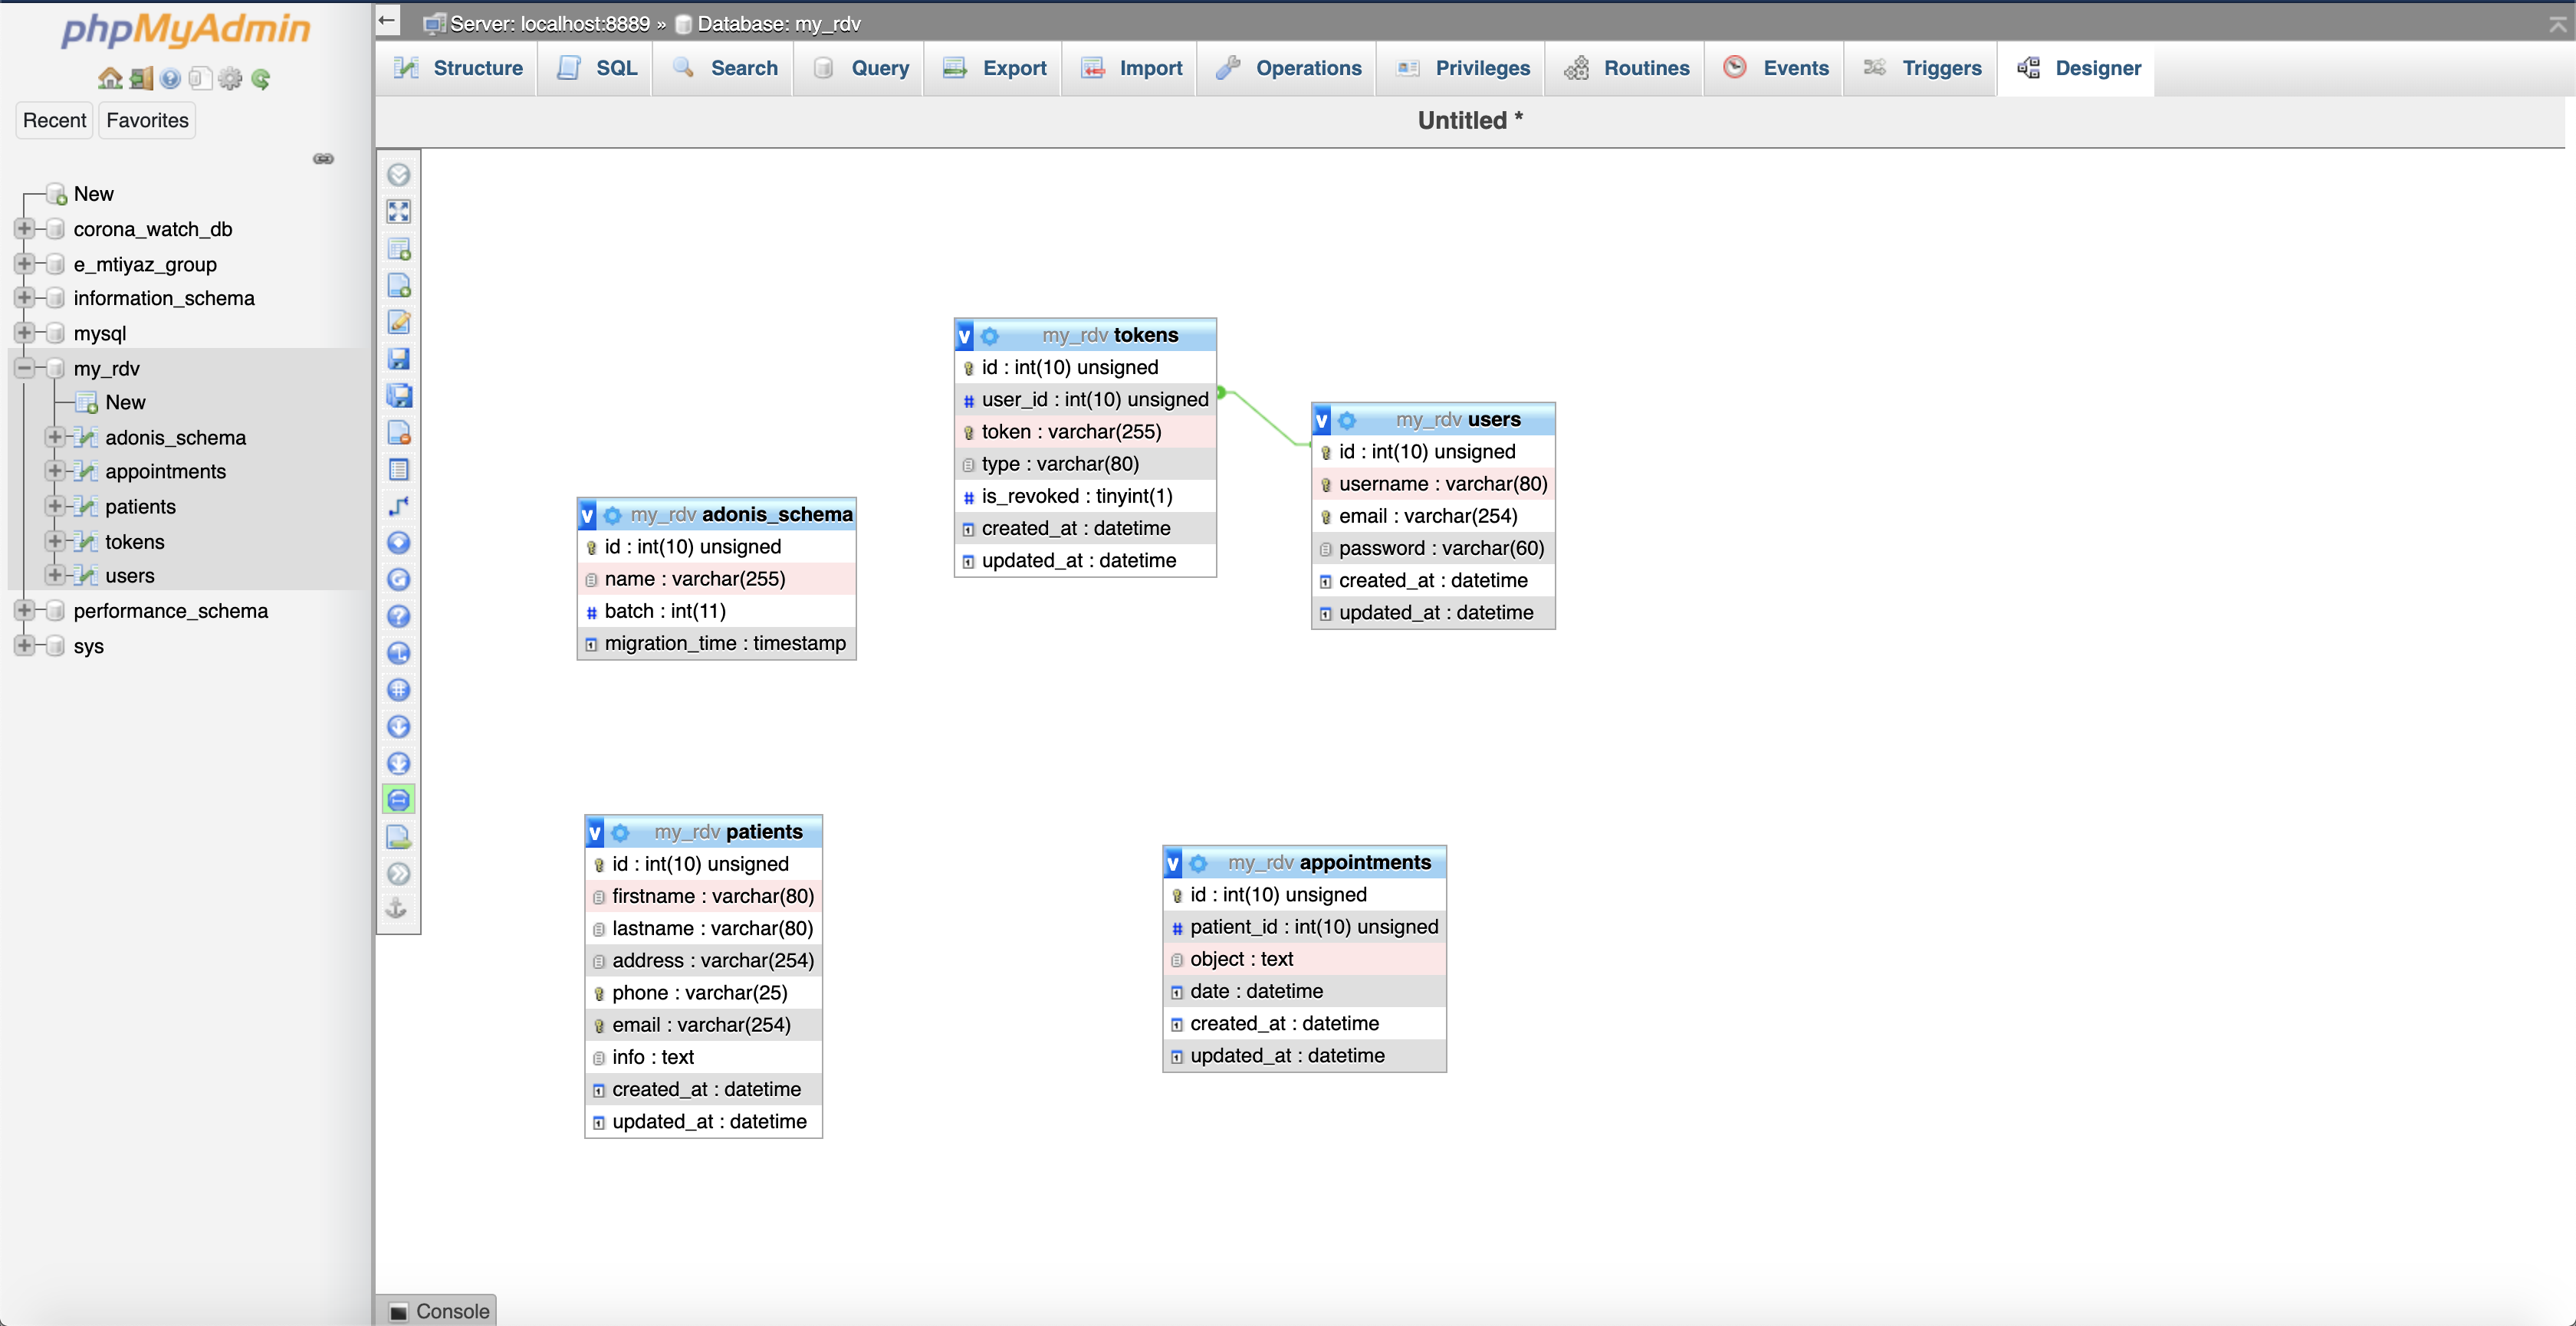 phpMyAdmin
Recent
Favorites
New
corona_watch_db
e_mtiyaz_group
information_schema
mysql
my_rdv
New
adonis_schema
appointments
patients
tokens
users
performance_schema
sys
Server: localhost:8889 » Database: my_rdv
Structure
SQL
Search
Query
Export
Import
Operations
Privileges
Routines
Events
Triggers
Designer
Untitled *
v my_rdv tokens
id : int(10) unsigned
# user_id : int(10) unsigned
token : varchar(255)
type : varchar(80)
# is_revoked : tinyint(1)
created_at : datetime
updated_at : datetime
v my_rdv users
id : int(10) unsigned
username : varchar(80)
email : varchar(254)
password : varchar(60)
created_at : datetime
updated_at : datetime
v my_rdv adonis_schema
id : int(10) unsigned
name : varchar(255)
# batch : int(11)
migration_time : timestamp
v my_rdv patients
id : int(10) unsigned
firstname : varchar(80)
lastname : varchar(80)
address : varchar(254)
phone : varchar(25)
email : varchar(254)
info : text
created_at : datetime
updated_at : datetime
v my_rdv appointments
id : int(10) unsigned
# patient_id : int(10) unsigned
object : text
date : datetime
created_at : datetime
updated_at : datetime
Console